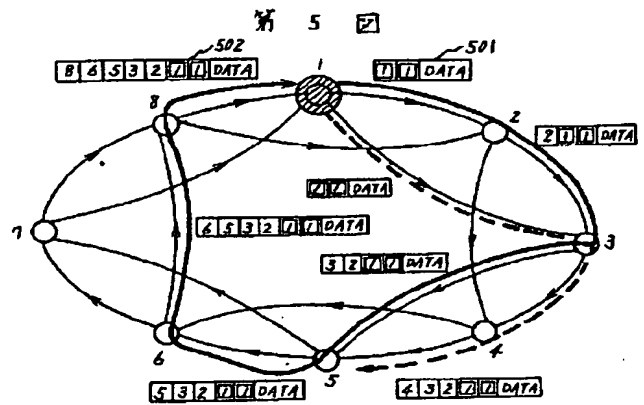 第 5 図
502
8 6 5 3 2 1 1 DATA
1
501
1 1 DATA
8
2
2 1 1 DATA
1 1 DATA
7
6 5 3 2 1 1 DATA
3 2 1 1 DATA
3
6
5
4
5 3 2 1 1 DATA
4 3 2 1 1 DATA